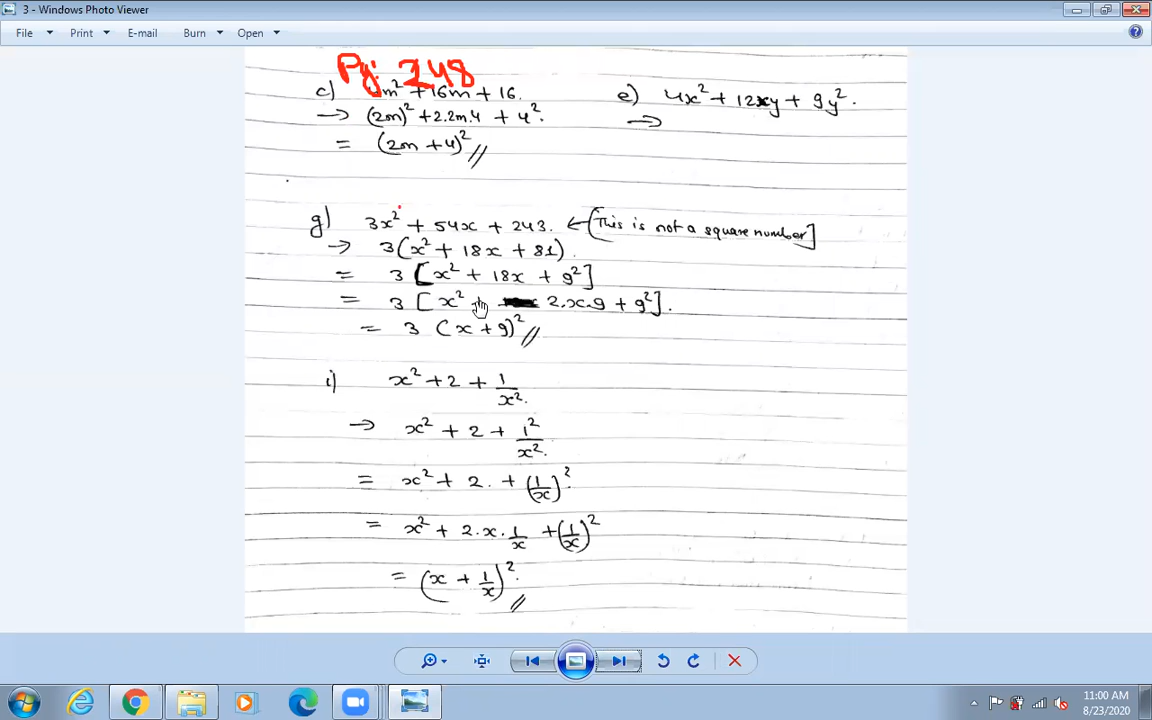 3 - Windows Photo Viewer
File Print E-mail Burn Open
Pg: 248
c) m² + 16m + 16.
→ (2m)² + 2.2m.4 + 4².
= (2m + 4)² //
e) 4x² + 12xy + 9y².
→
g) 3x² + 54x + 243. ← [This is not a square number]
→ 3(x² + 18x + 81)
= 3 [x² + 18x + 9²]
= 3 [x² + 2.x.9 + 9²].
= 3 (x + 9)² //
i) x² + 2 + 1/x².
→ x² + 2 + 1²/x².
= x² + 2. + (1/x)²
= x² + 2.x.1/x + (1/x)²
= (x + 1/x)². //
11:00 AM
8/23/2020